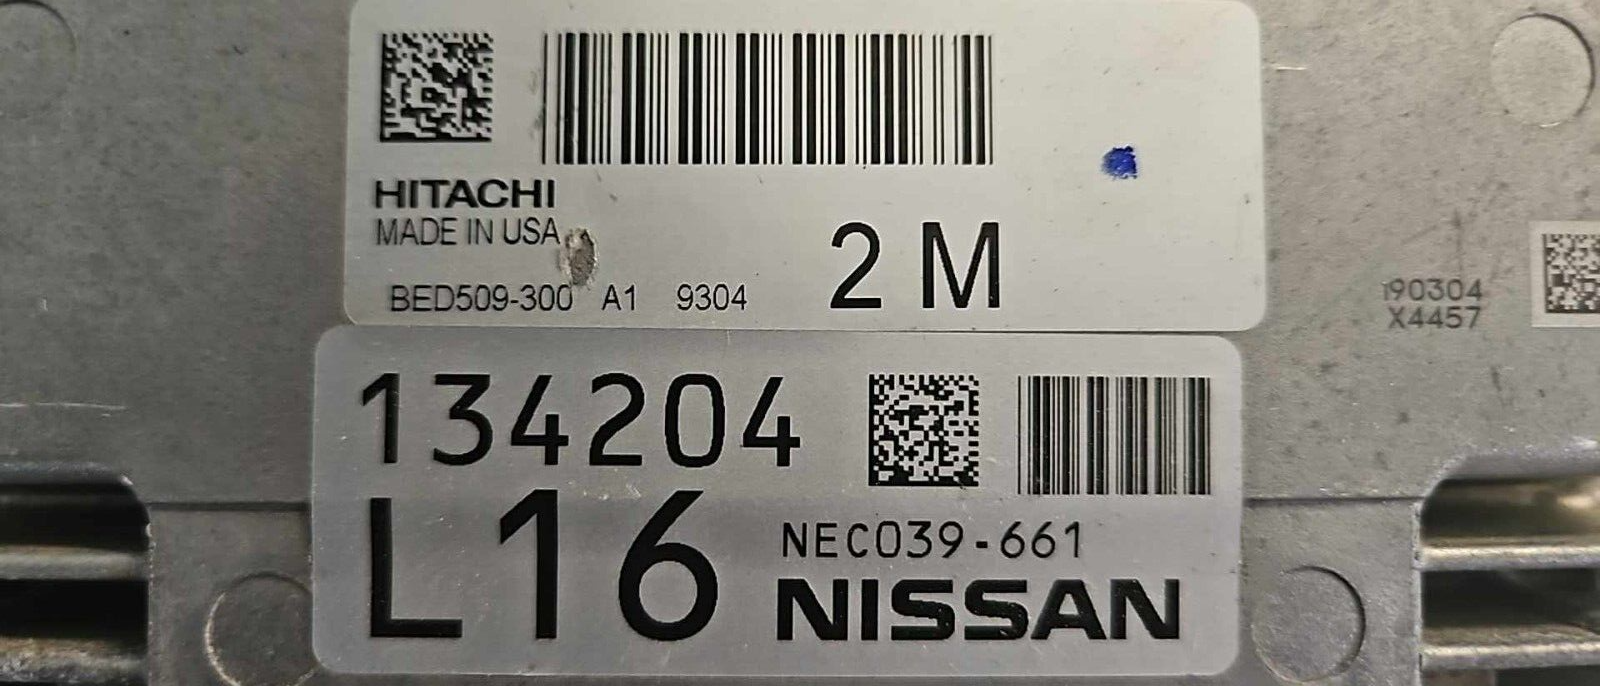 HITACHI
MADE IN USA
BED509-300 A1 9304
2 M
190304
X4457
134204
L16
NEC039-661
NISSAN